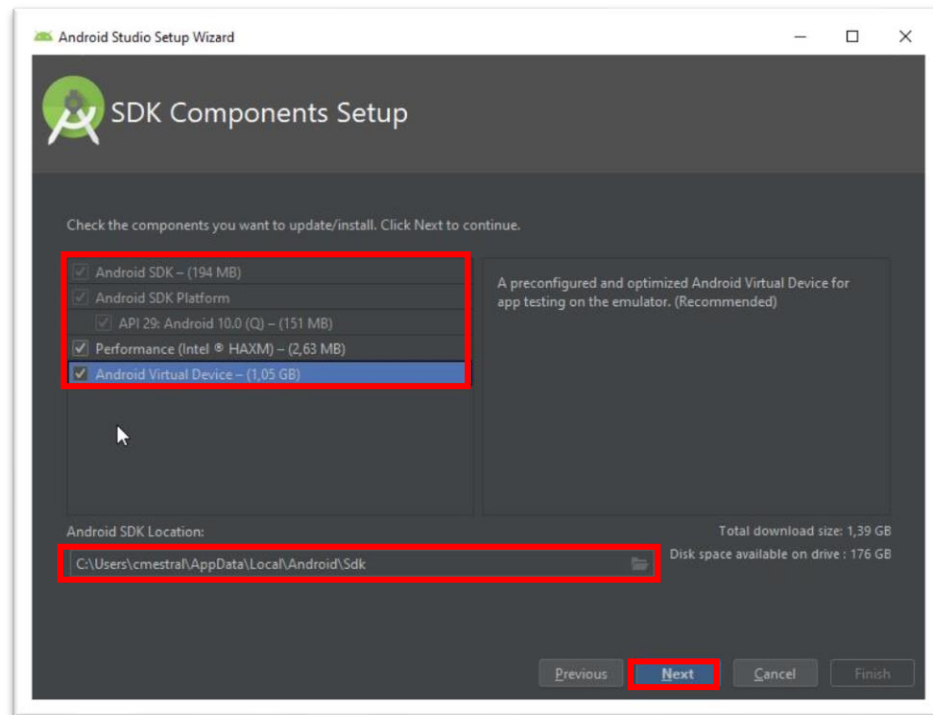 Android Studio Setup Wizard
SDK Components Setup
Check the components you want to update/install. Click Next to continue.
Android SDK – (194 MB)
Android SDK Platform
API 29: Android 10.0 (Q) – (151 MB)
Performance (Intel ® HAXM) – (2,63 MB)
Android Virtual Device – (1,05 GB)
A preconfigured and optimized Android Virtual Device for
app testing on the emulator. (Recommended)
Android SDK Location:
C:\Users\cmestral\AppData\Local\Android\Sdk
Total download size: 1,39 GB
Disk space available on drive : 176 GB
Previous
Next
Cancel
Finish